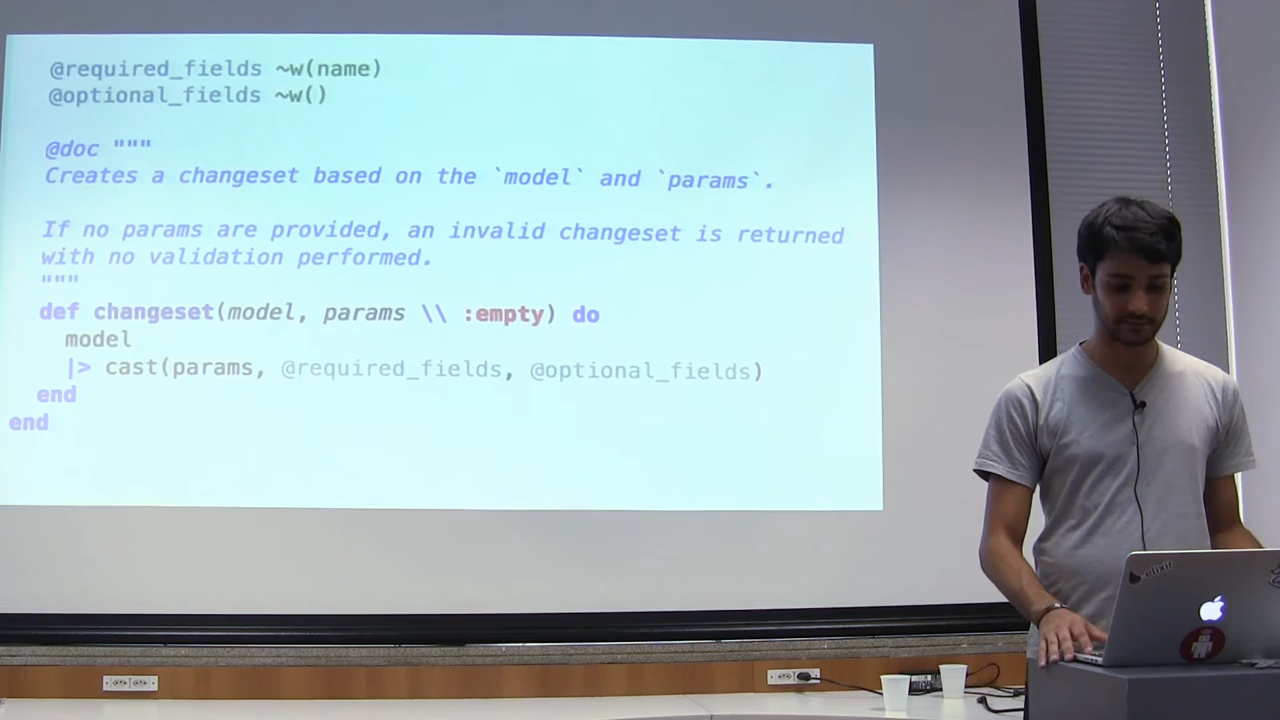 @required_fields ~w(name)
@optional_fields ~w()
@doc """
Creates a changeset based on the `model` and `params`.
If no params are provided, an invalid changeset is returned
with no validation performed.
"""
def changeset(model, params \\ :empty) do
model
|> cast(params, @required_fields, @optional_fields)
end
end
elixir